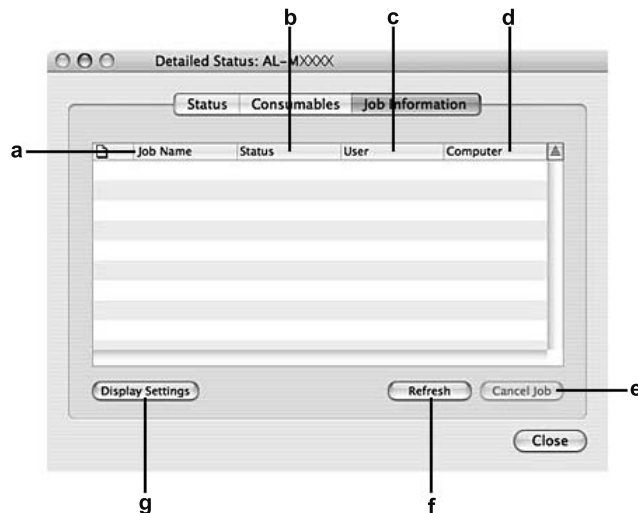 b c d
Detailed Status: AL-MXXXX
Status Consumables Job Information
a Job Name Status User Computer
Display Settings Refresh Cancel Job e
Close
g f